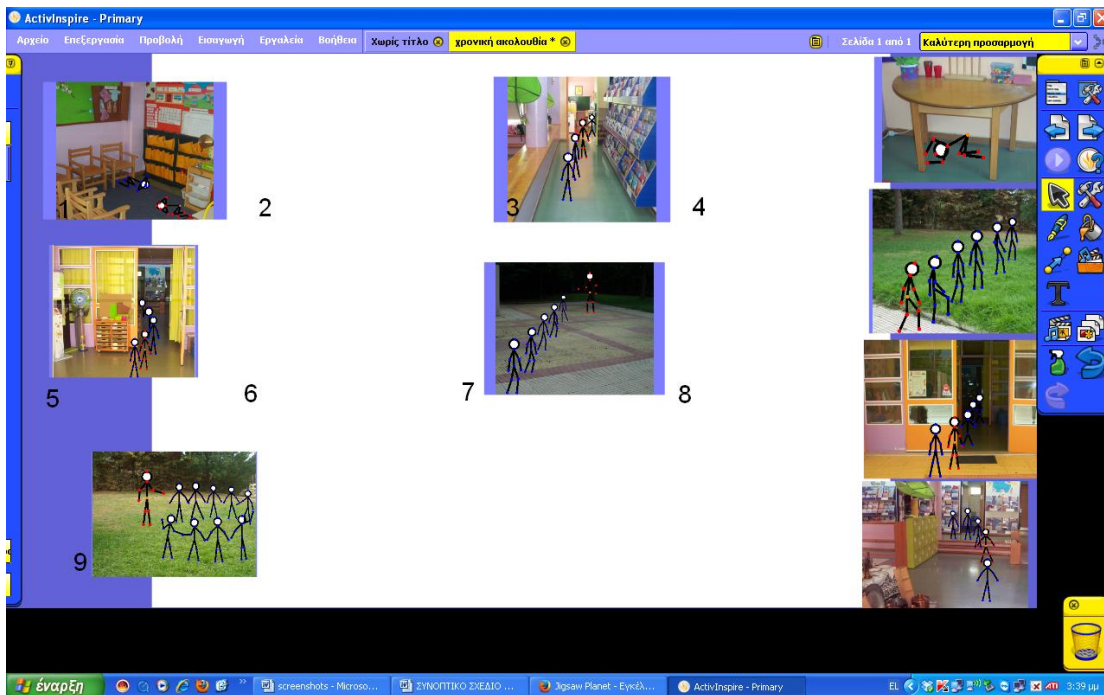 ActivInspire - Primary
Αρχείο Επεξεργασία Προβολή Εισαγωγή Εργαλεία Βοήθεια Χωρίς τίτλο χρονική ακολουθία * Σελίδα 1 από 1 Καλύτερη προσαρμογή
1 2 3 4
5 6 7 8
9
έναρξη screenshots - Microso... ΣΥΝΟΠΤΙΚΟ ΣΧΕΔΙΟ ... Jigsaw Planet - Εγκέλ... ActivInspire - Primary EL ATI 3:39 μμ